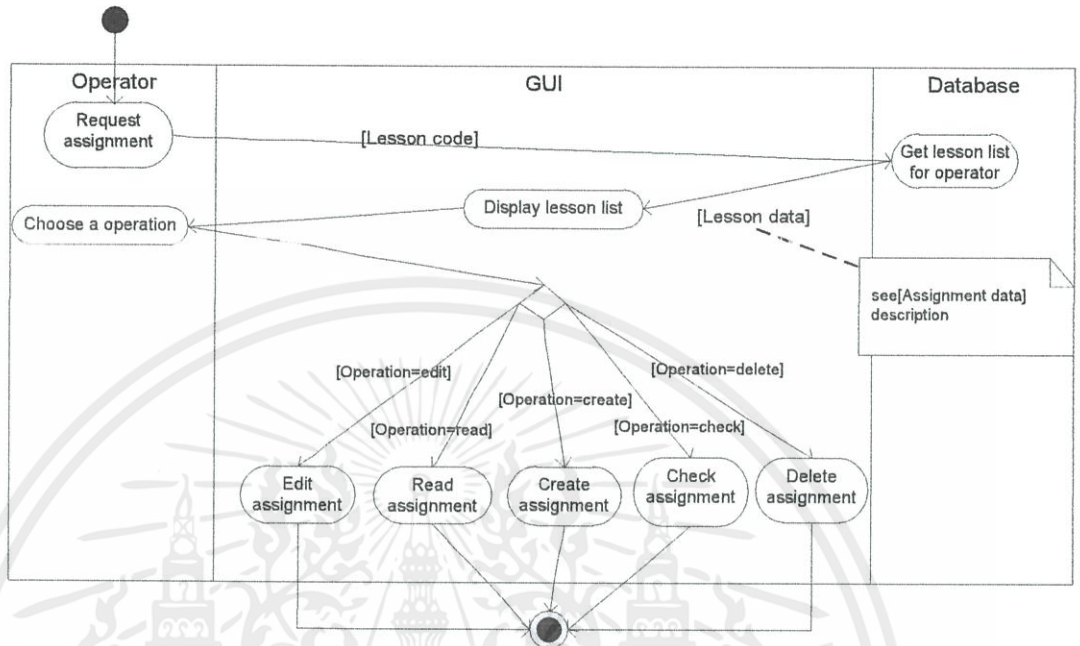 Operator
GUI
Database
Request
assignment
[Lesson code]
Get lesson list
for operator
Choose a operation
Display lesson list
[Lesson data]
see[Assignment data]
description
[Operation=edit]
[Operation=delete]
[Operation=create]
[Operation=read]
[Operation=check]
Edit
assignment
Read
assignment
Create
assignment
Check
assignment
Delete
assignment